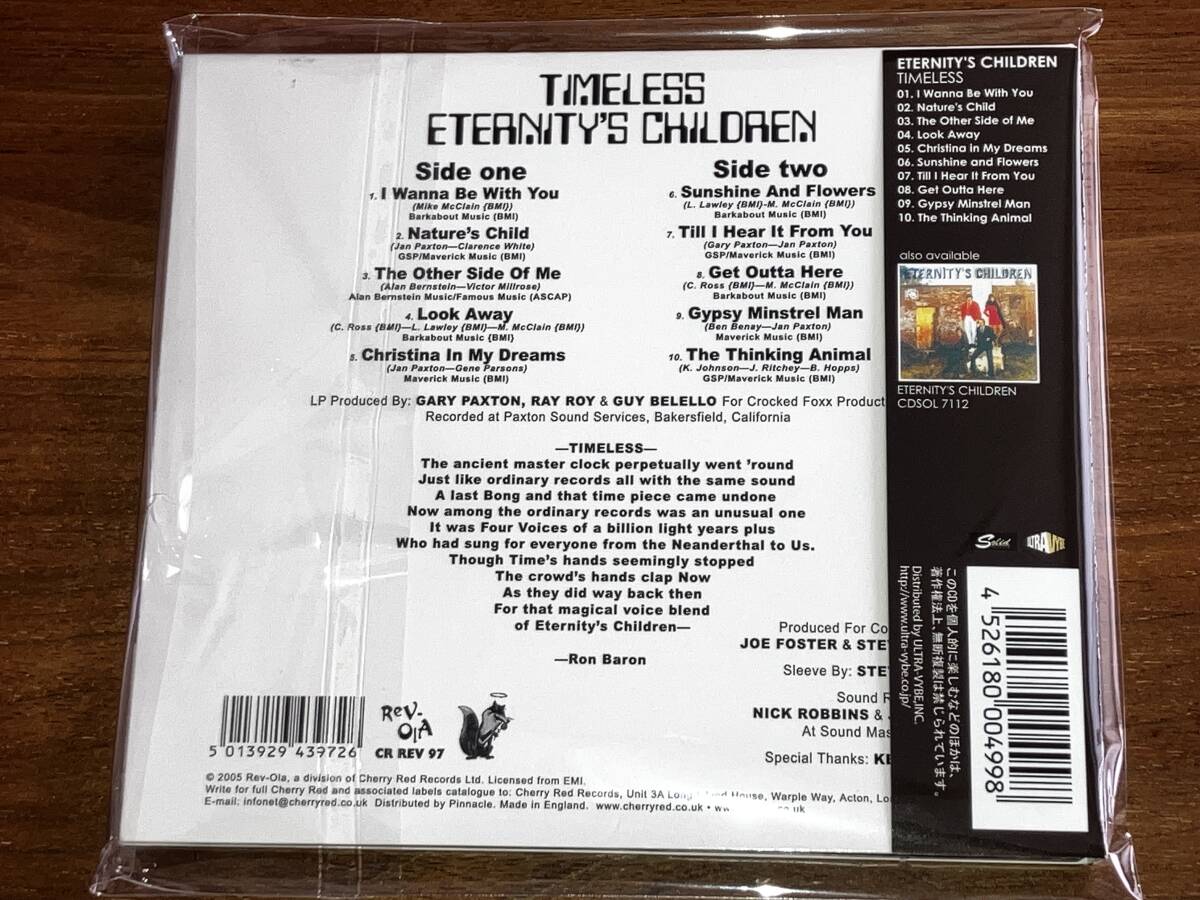 TIMELESS
ETERNITY'S CHILDREN
Side one
1. I Wanna Be With You
(Mike McClain {BMI})
Barkabout Music (BMI)
2. Nature's Child
(Jan Paxton—Clarence White)
GSP/Maverick Music (BMI)
3. The Other Side Of Me
(Alan Bernstein—Victor Millrose)
Alan Bernstein Music/Famous Music (ASCAP)
4. Look Away
(C. Ross {BMI}—L. Lawley {BMI}—M. McClain {BMI})
Barkabout Music {BMI}
5. Christina In My Dreams
(Jan Paxton—Gene Parsons)
Maverick Music (BMI)
Side two
6. Sunshine And Flowers
(L. Lawley {BMI}-M. McClain {BMI})
Barkabout Music (BMI)
7. Till I Hear It From You
(Gary Paxton—Jan Paxton)
GSP/Maverick Music (BMI)
8. Get Outta Here
(C. Ross {BMI}—M. McClain {BMI})
Barkabout Music (BMI)
9. Gypsy Minstrel Man
(Ben Benay—Jan Paxton)
Maverick Music (BMI)
10. The Thinking Animal
(K. Johnson—J. Ritchey—B. Hopps)
GSP/Maverick Music (BMI)
LP Produced By: GARY PAXTON, RAY ROY & GUY BELELLO For Crocked Foxx Product
Recorded at Paxton Sound Services, Bakersfield, California
—TIMELESS—
The ancient master clock perpetually went 'round
Just like ordinary records all with the same sound
A last Bong and that time piece came undone
Now among the ordinary records was an unusual one
It was Four Voices of a billion light years plus
Who had sung for everyone from the Neanderthal to Us.
Though Time's hands seemingly stopped
The crowd's hands clap Now
As they did way back then
For that magical voice blend
of Eternity's Children—
—Ron Baron
Produced For Co
JOE FOSTER & STE
Sleeve By: STE
Sound R
NICK ROBBINS &
At Sound Mas
Special Thanks: KE
5 013929 439726
ReV-OlA
CR REV 97
© 2005 Rev-Ola, a division of Cherry Red Records Ltd. Licensed from EMI.
Write for full Cherry Red and associated labels catalogue to: Cherry Red Records, Unit 3A Long House, Warple Way, Acton, Lo
E-mail: infonet@cherryred.co.uk Distributed by Pinnacle. Made in England. www.cherryred.co.uk •
ETERNITY'S CHILDREN
TIMELESS
01. I Wanna Be With You
02. Nature's Child
03. The Other Side of Me
04. Look Away
05. Christina in My Dreams
06. Sunshine and Flowers
07. Till I Hear It From You
08. Get Outta Here
09. Gypsy Minstrel Man
10. The Thinking Animal
also available
ETERNITY'S CHILDREN
ETERNITY'S CHILDREN
CDSOL 7112
Solid
ULTRA-VYBE
このCDを個人的に楽しむなどのほかは、
著作権法上、無断複製は禁じられています。
Distributed by ULTRA-VYBE,INC.
http://www.ultra-vybe.co.jp/
4 526180 004998